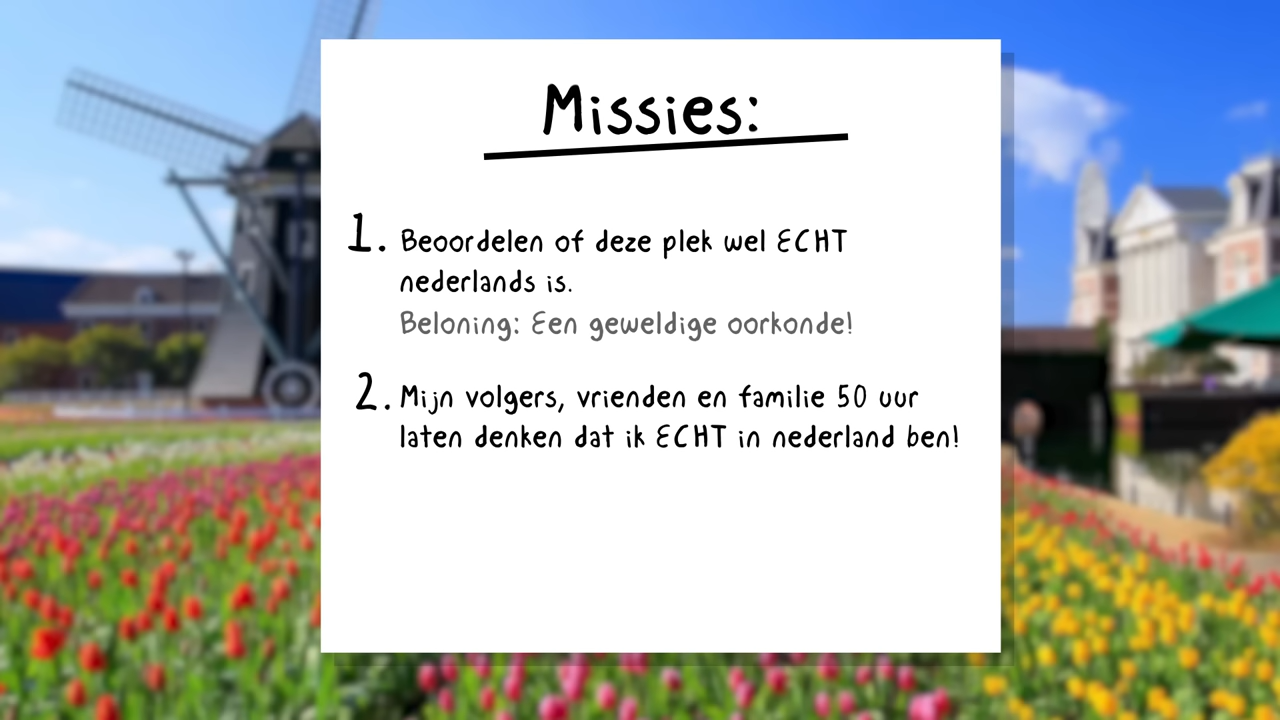 Missies:
1. Beoordelen of deze plek wel ECHT
nederlands is.
Beloning: Een geweldige oorkonde!
2. Mijn volgers, vrienden en familie 50 uur
laten denken dat ik ECHT in nederland ben!